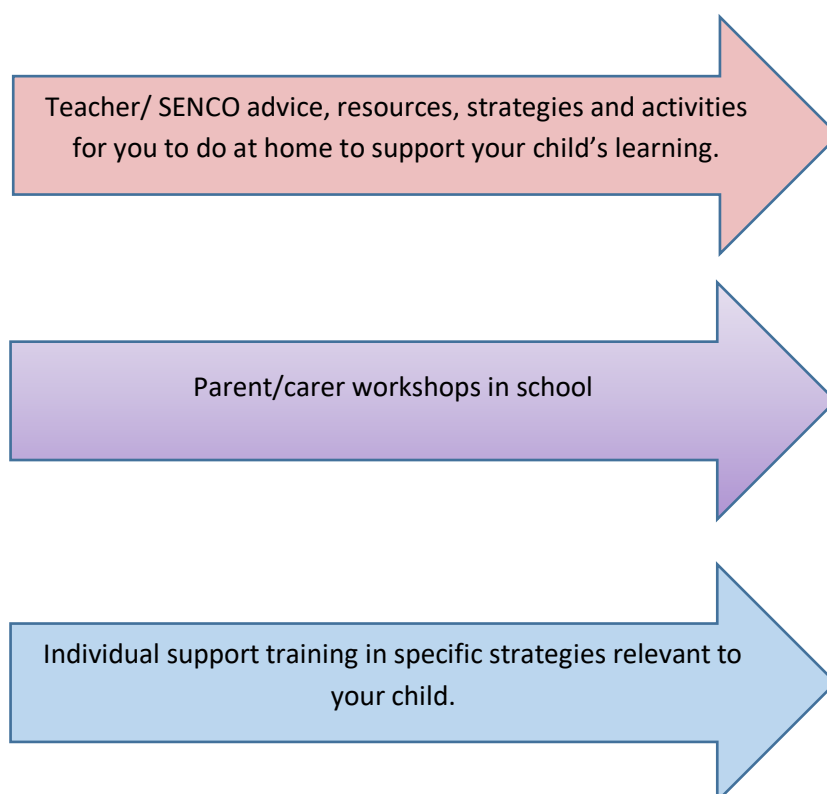 Teacher/ SENCO advice, resources, strategies and activities
for you to do at home to support your child’s learning.
Parent/carer workshops in school
Individual support training in specific strategies relevant to
your child.